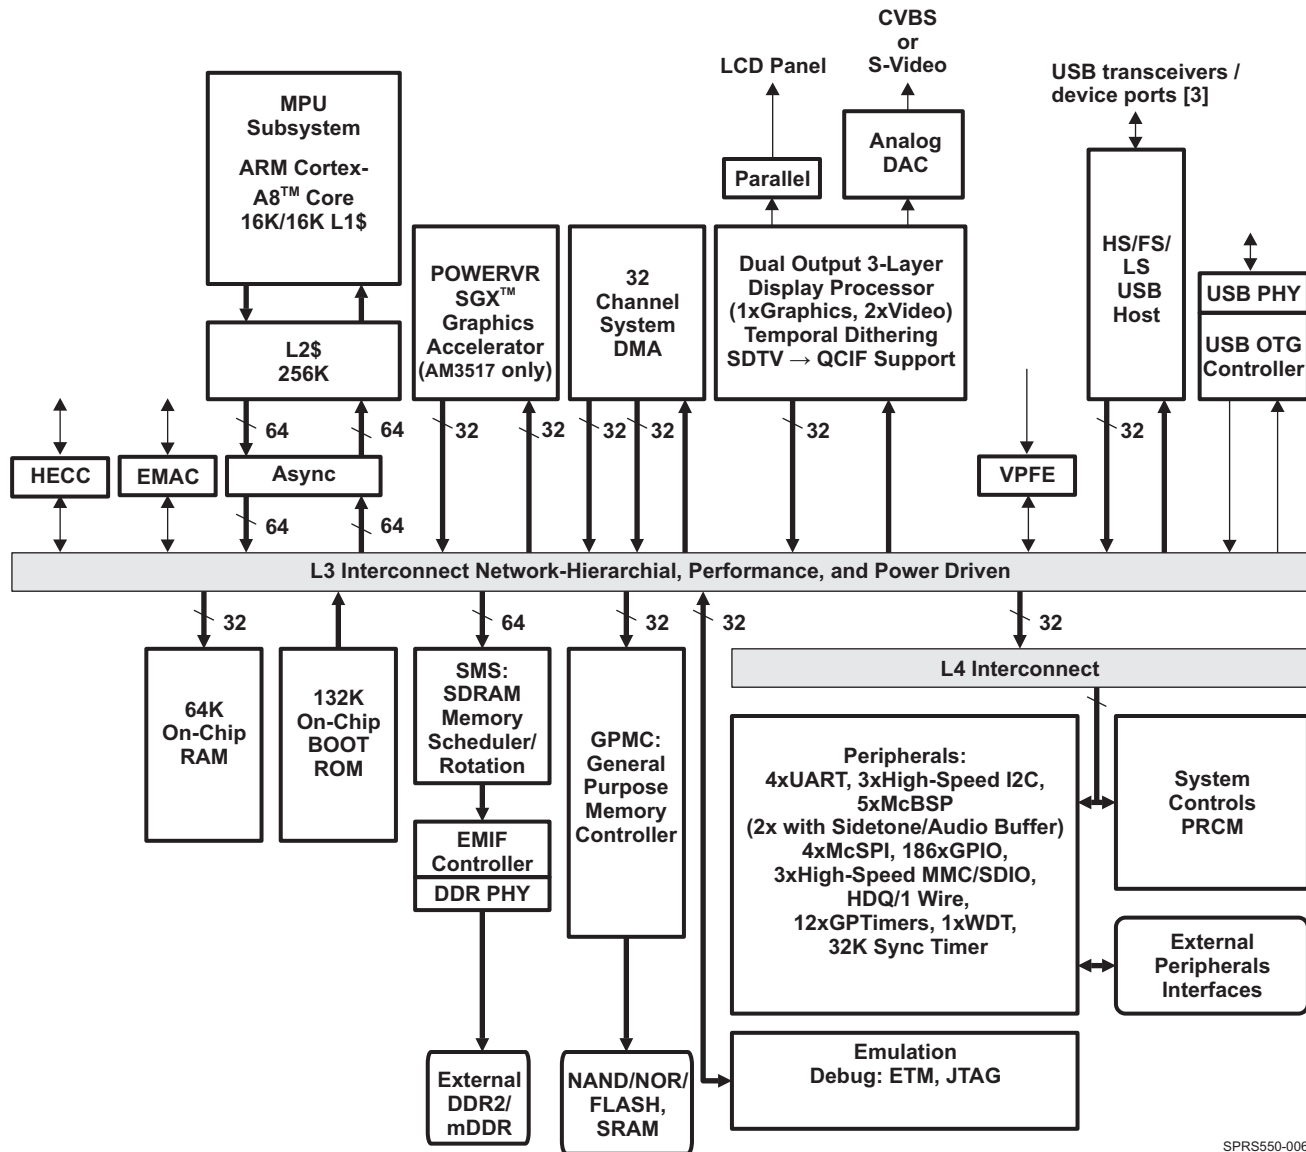 CVBS
or
S-Video
LCD Panel
USB transceivers /
device ports [3]
MPU
Subsystem
ARM Cortex-
A8™ Core
16K/16K L1$
Analog
DAC
Parallel
POWERVR
SGX™
Graphics
Accelerator
(AM3517 only)
32
Channel
System
DMA
Dual Output 3-Layer
Display Processor
(1xGraphics, 2xVideo)
Temporal Dithering
SDTV → QCIF Support
HS/FS/
LS
USB
Host
USB PHY
USB OTG
Controller
L2$
256K
64
64
32
32
32
32
32
32
HECC
EMAC
Async
VPFE
64
64
L3 Interconnect Network-Hierarchial, Performance, and Power Driven
32
64
32
32
32
64K
On-Chip
RAM
132K
On-Chip
BOOT
ROM
SMS:
SDRAM
Memory
Scheduler/
Rotation
EMIF
Controller
DDR PHY
GPMC:
General
Purpose
Memory
Controller
L4 Interconnect
Peripherals:
4xUART, 3xHigh-Speed I2C,
5xMcBSP
(2x with Sidetone/Audio Buffer)
4xMcSPI, 186xGPIO,
3xHigh-Speed MMC/SDIO,
HDQ/1 Wire,
12xGPTimers, 1xWDT,
32K Sync Timer
System
Controls
PRCM
External
Peripherals
Interfaces
Emulation
Debug: ETM, JTAG
External
DDR2/
mDDR
NAND/NOR/
FLASH,
SRAM
SPRS550-006